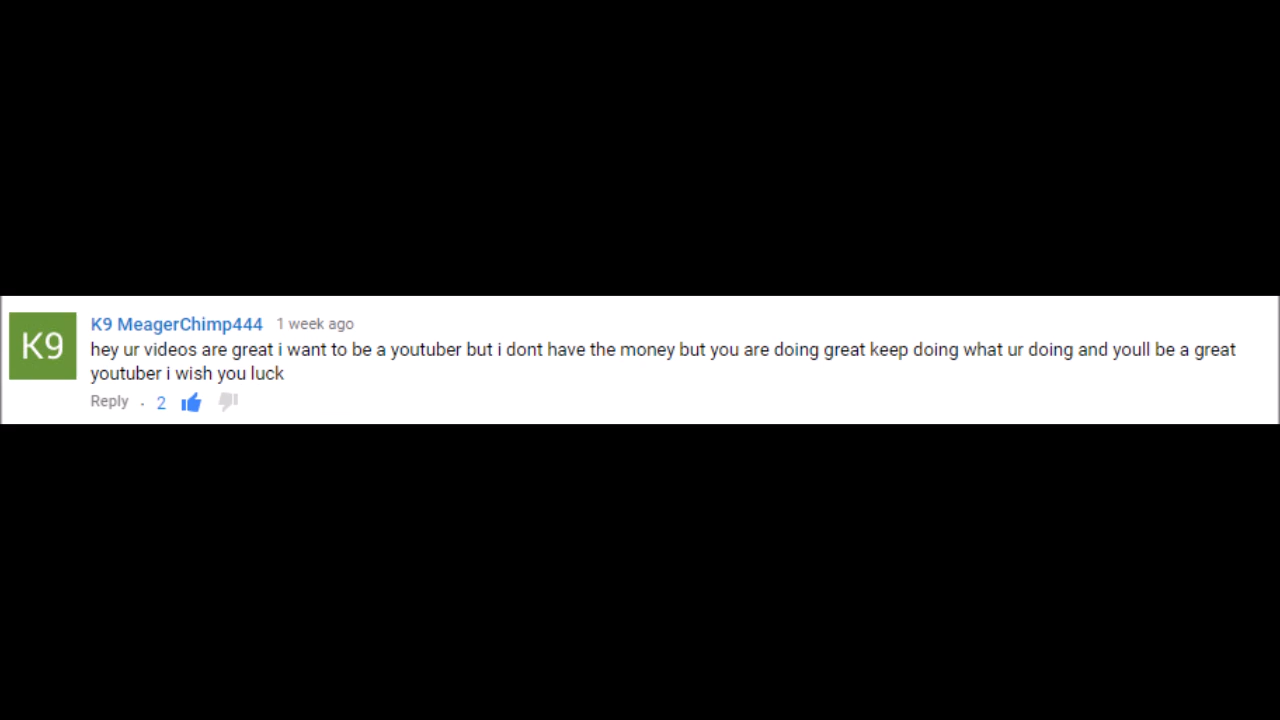 K9
K9 MeagerChimp444 1 week ago
hey ur videos are great i want to be a youtuber but i dont have the money but you are doing great keep doing what ur doing and youll be a great
youtuber i wish you luck
Reply · 2